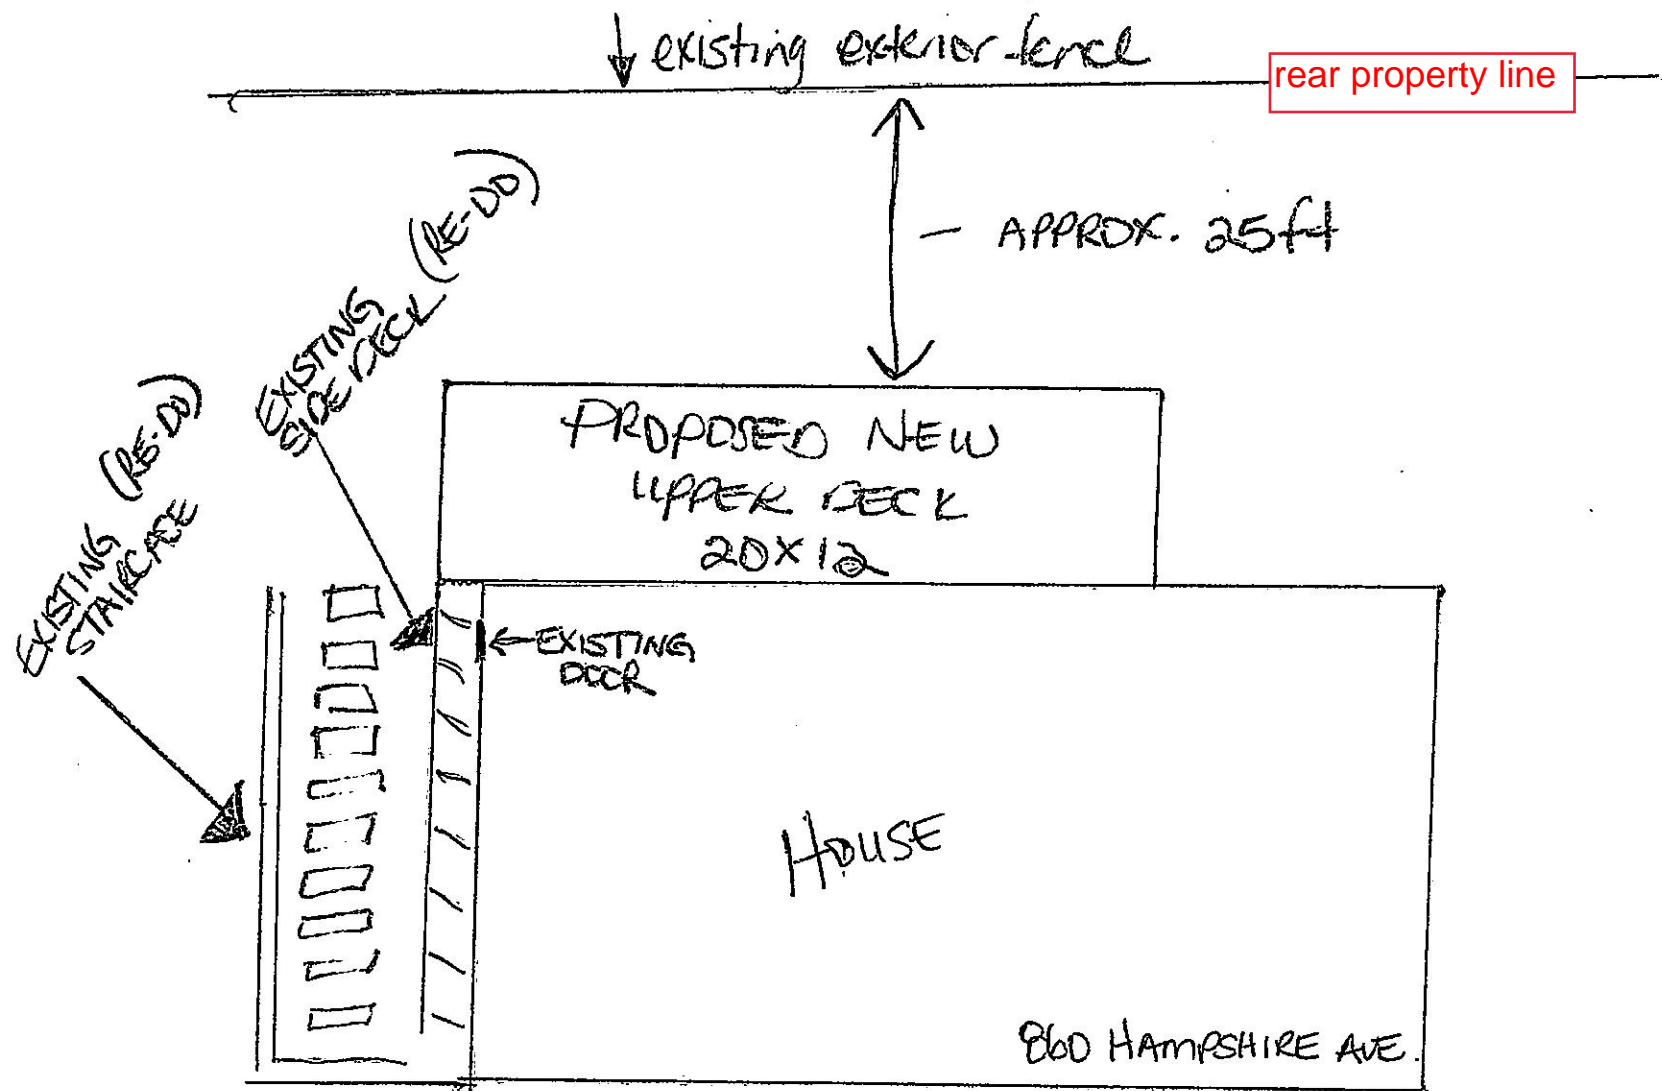 existing exterior fence
rear property line
APPROX. 25ft
EXISTING
SIDE DECK (RE-DO)
EXISTING (RE-DO)
STAIRCASE
PROPOSED NEW
UPPER DECK
20X12
EXISTING
DOOR
HOUSE
860 HAMPSHIRE AVE.